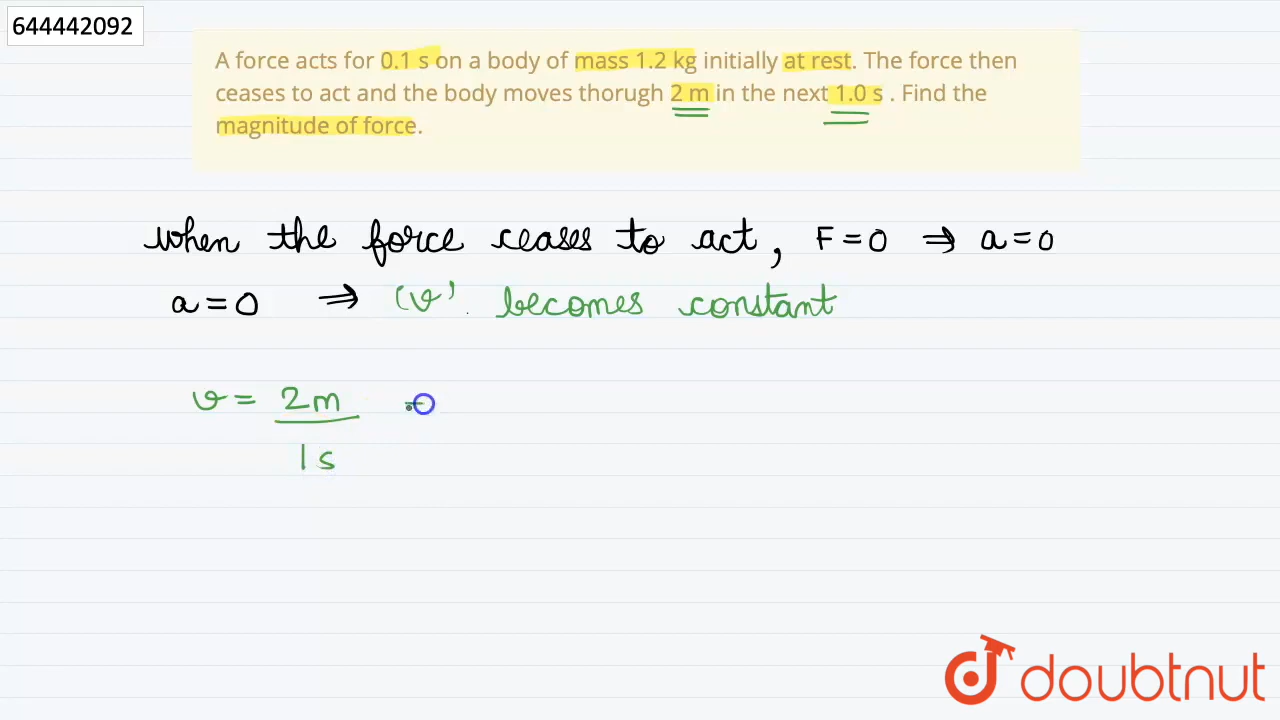 644442092
A force acts for 0.1 s on a body of mass 1.2 kg initially at rest. The force then
ceases to act and the body moves thorugh 2 m in the next 1.0 s . Find the
magnitude of force.
when the force ceases to act, F = 0 ⇒ a = 0
a = 0 ⇒ 'v'. becomes constant
v = 2m
1s
doubtnut